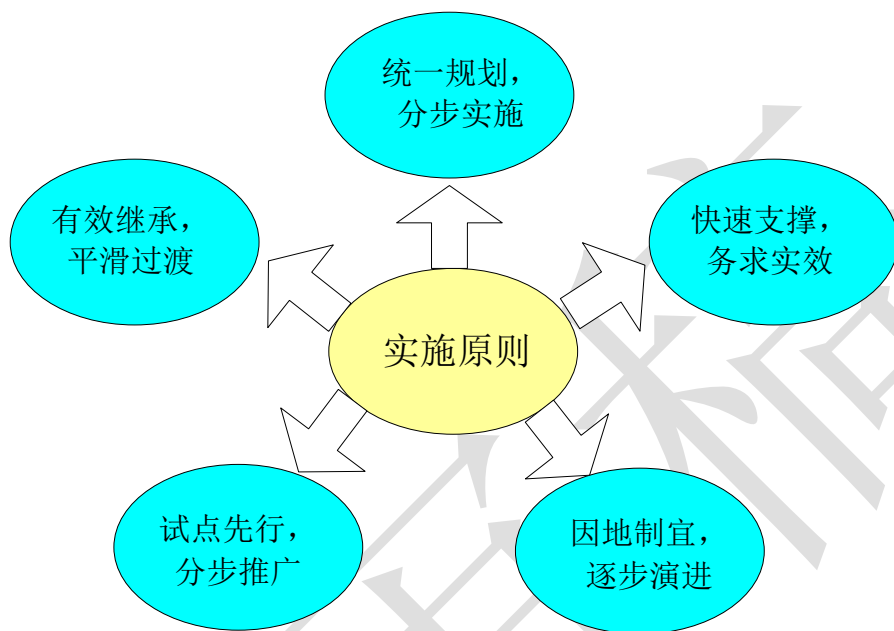 统一规划，
分步实施
有效继承，
平滑过渡
快速支撑，
务求实效
实施原则
试点先行，
分步推广
因地制宜，
逐步演进